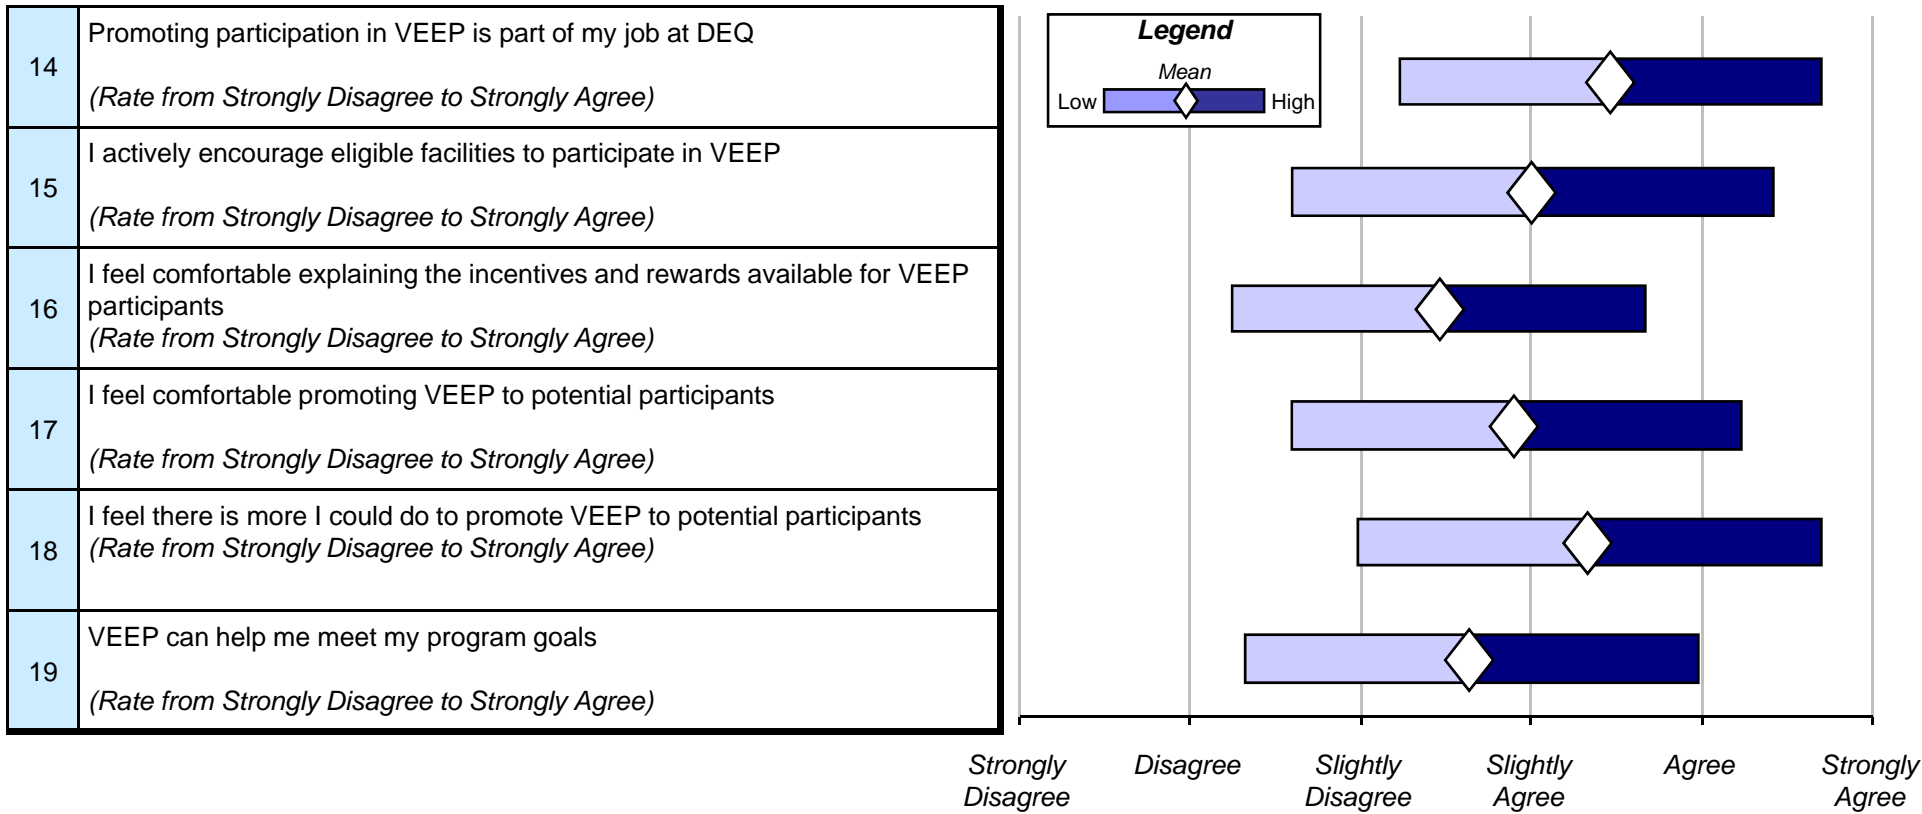 14
Promoting participation in VEEP is part of my job at DEQ
(Rate from Strongly Disagree to Strongly Agree)
15
I actively encourage eligible facilities to participate in VEEP
(Rate from Strongly Disagree to Strongly Agree)
16
I feel comfortable explaining the incentives and rewards available for VEEP
participants
(Rate from Strongly Disagree to Strongly Agree)
17
I feel comfortable promoting VEEP to potential participants
(Rate from Strongly Disagree to Strongly Agree)
18
I feel there is more I could do to promote VEEP to potential participants
(Rate from Strongly Disagree to Strongly Agree)
19
VEEP can help me meet my program goals
(Rate from Strongly Disagree to Strongly Agree)
Legend
Mean
Low High
Strongly
Disagree
Disagree
Slightly
Disagree
Slightly
Agree
Agree
Strongly
Agree